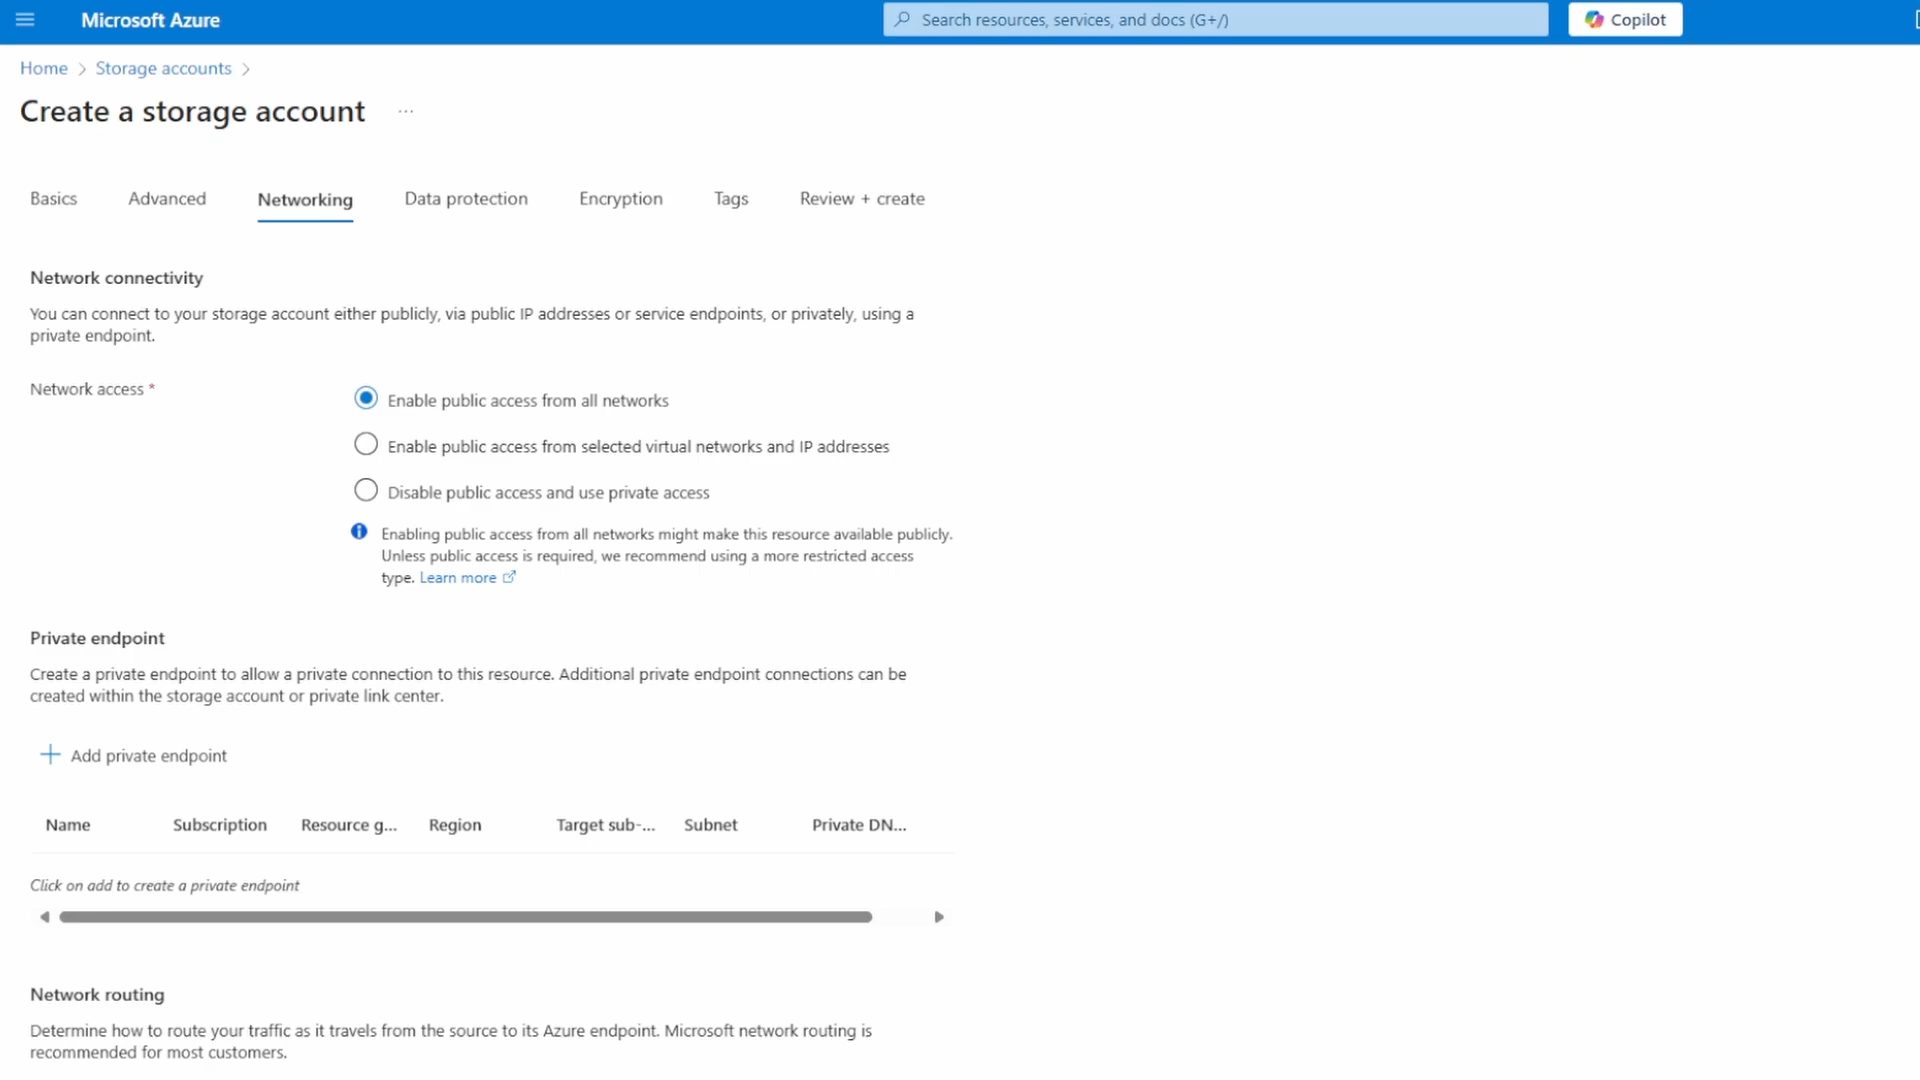 Microsoft Azure
Search resources, services, and docs (G+/)
Copilot
Home > Storage accounts >
Create a storage account ...
Basics
Advanced
Networking
Data protection
Encryption
Tags
Review + create
Network connectivity
You can connect to your storage account either publicly, via public IP addresses or service endpoints, or privately, using a
private endpoint.
Network access *
Enable public access from all networks
Enable public access from selected virtual networks and IP addresses
Disable public access and use private access
Enabling public access from all networks might make this resource available publicly.
Unless public access is required, we recommend using a more restricted access
type. Learn more
Private endpoint
Create a private endpoint to allow a private connection to this resource. Additional private endpoint connections can be
created within the storage account or private link center.
Add private endpoint
Name
Subscription
Resource g...
Region
Target sub-...
Subnet
Private DN...
Click on add to create a private endpoint
Network routing
Determine how to route your traffic as it travels from the source to its Azure endpoint. Microsoft network routing is
recommended for most customers.